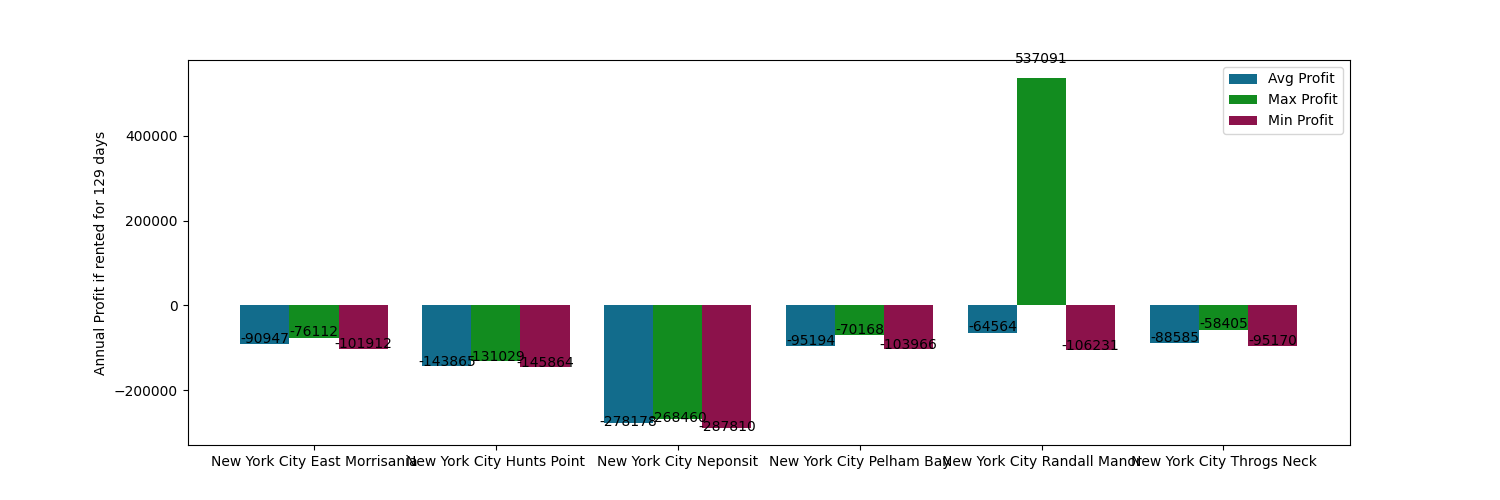 537091
Avg Profit
Max Profit
Min Profit
Annual Profit if rented for 129 days
400000
200000
0
−200000
-90947
-76112
-101912
-143865
-131029
-145864
-278178
-268460
-287810
-95194
-70168
-103966
-64564
-106231
-88585
-58405
-95170
New York City East Morrisania
New York City Hunts Point
New York City Neponsit
New York City Pelham Bay
New York City Randall Manor
New York City Throgs Neck